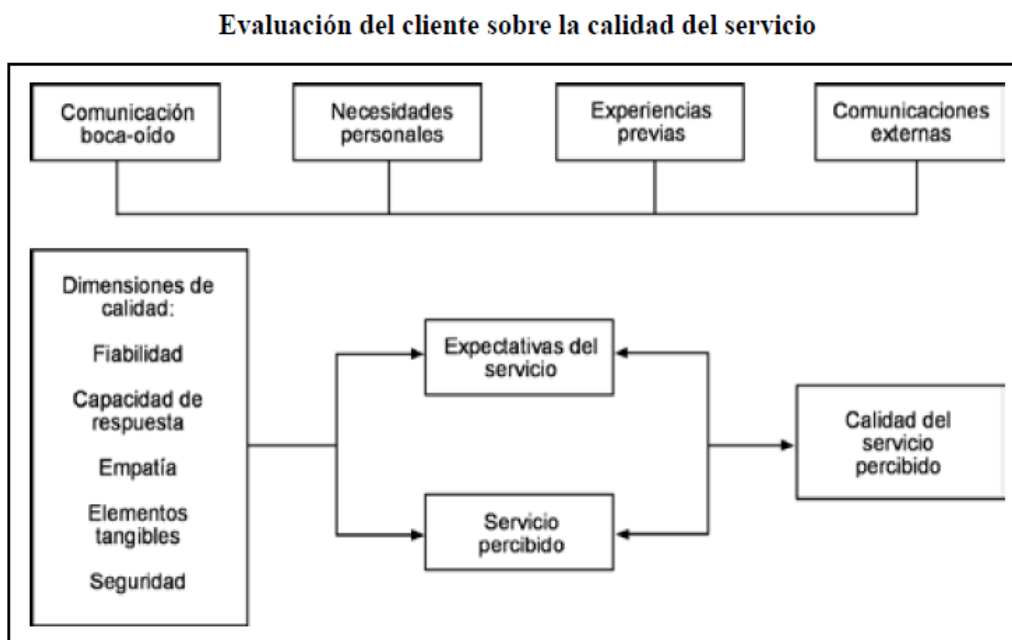 Evaluación del cliente sobre la calidad del servicio
Comunicación
boca-oído
Necesidades
personales
Experiencias
previas
Comunicaciones
externas
Dimensiones de
calidad:
Fiabilidad
Capacidad de
respuesta
Empatía
Elementos
tangibles
Seguridad
Expectativas del
servicio
Servicio
percibido
Calidad del
servicio
percibido